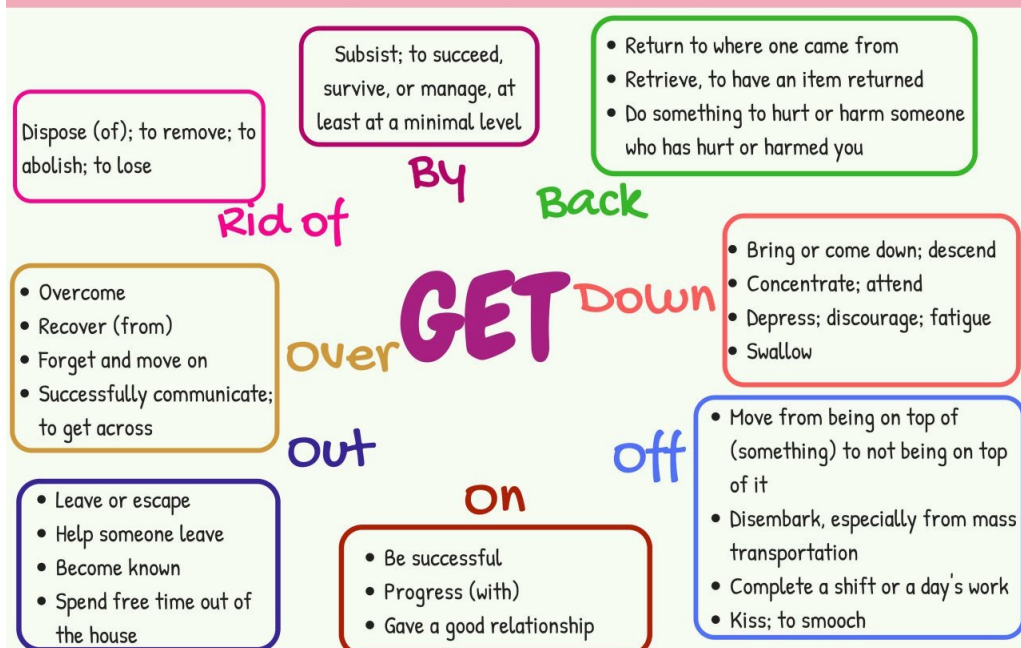 Subsist; to succeed,
survive, or manage, at
least at a minimal level
By
• Return to where one came from
• Retrieve, to have an item returned
• Do something to hurt or harm someone
who has hurt or harmed you
Back
Dispose (of); to remove; to
abolish; to lose
Rid of
GET
Down
• Bring or come down; descend
• Concentrate; attend
• Depress; discourage; fatigue
• Swallow
• Overcome
• Recover (from)
• Forget and move on
• Successfully communicate;
to get across
Over
Out
• Leave or escape
• Help someone leave
• Become known
• Spend free time out of
the house
On
• Be successful
• Progress (with)
• Gave a good relationship
Off
• Move from being on top of
(something) to not being on top
of it
• Disembark, especially from mass
transportation
• Complete a shift or a day's work
• Kiss; to smooch